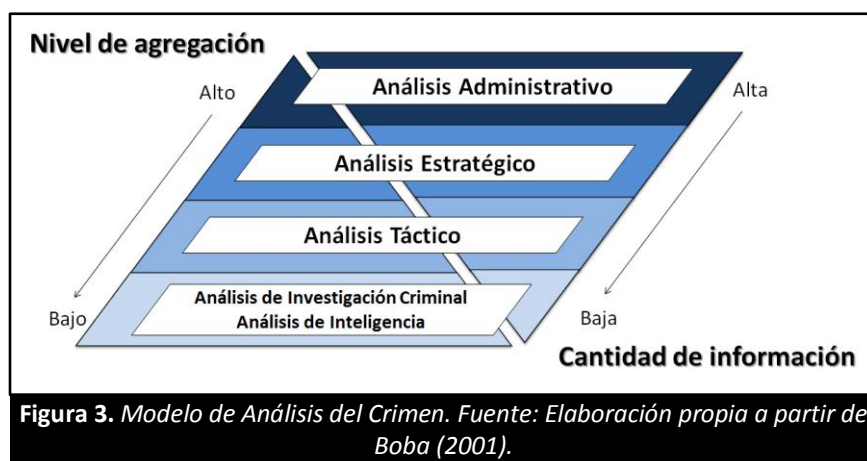 Nivel de agregación
Análisis Administrativo
Alto
Alta
Análisis Estratégico
Análisis Táctico
Análisis de Investigación Criminal
Análisis de Inteligencia
Bajo
Baja
Cantidad de información
Figura 3. Modelo de Análisis del Crimen. Fuente: Elaboración propia a partir de
Boba (2001).